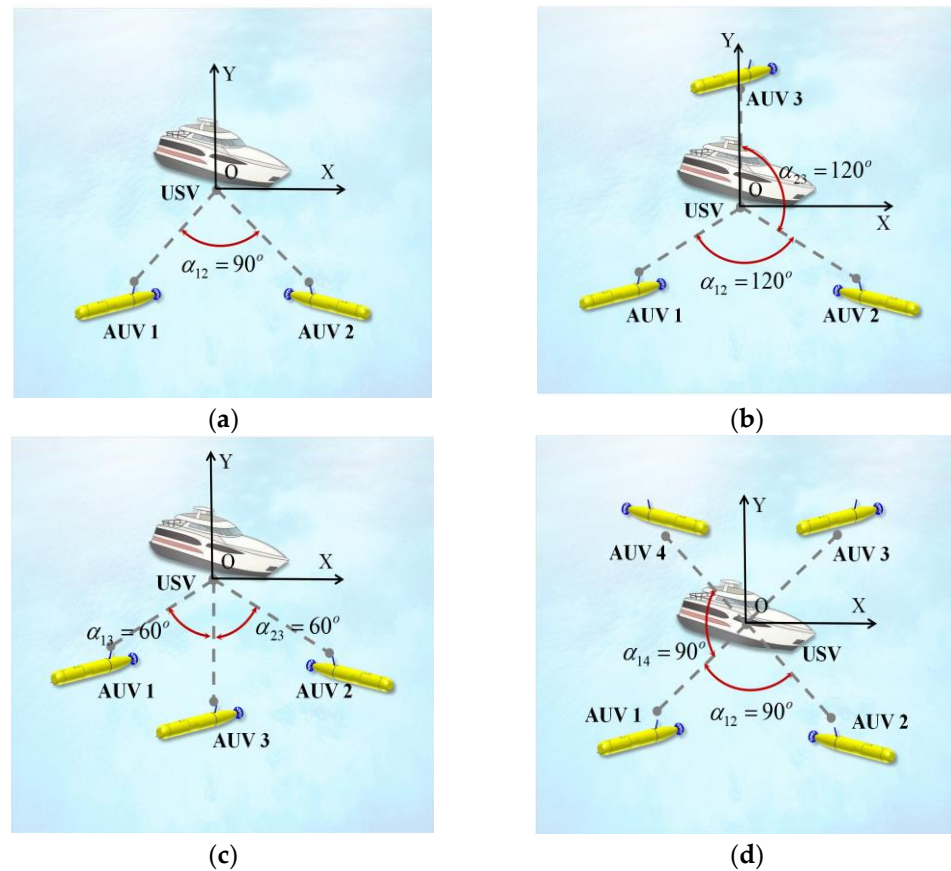 Y
O
X
USV
α₁₂ = 90°
AUV 1
AUV 2
(a)
Y
AUV 3
α₂₃ = 120°
O
USV
X
α₁₂ = 120°
AUV 1
AUV 2
(b)
Y
O
X
USV
α₁₃ = 60°
α₂₃ = 60°
AUV 1
AUV 2
AUV 3
(c)
Y
AUV 4
AUV 3
O
X
USV
α₁₄ = 90°
AUV 1
α₁₂ = 90°
AUV 2
(d)